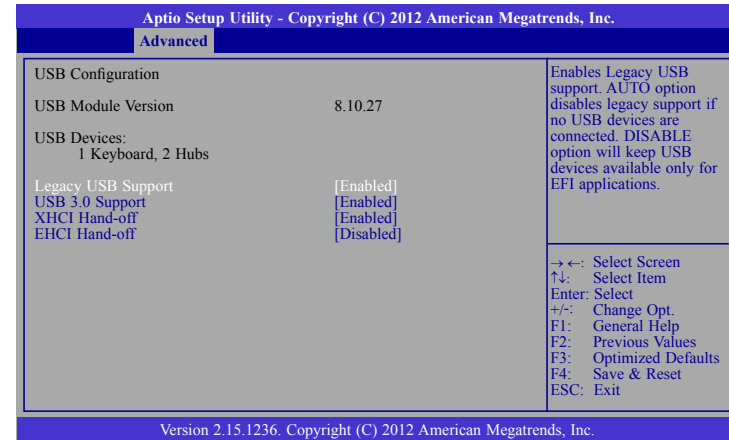 Aptio Setup Utility - Copyright (C) 2012 American Megatrends, Inc.
Advanced
USB Configuration
USB Module Version 8.10.27
USB Devices:
1 Keyboard, 2 Hubs
Legacy USB Support [Enabled]
USB 3.0 Support [Enabled]
XHCI Hand-off [Enabled]
EHCI Hand-off [Disabled]
Enables Legacy USB
support. AUTO option
disables legacy support if
no USB devices are
connected. DISABLE
option will keep USB
devices available only for
EFI applications.
→←: Select Screen
↑↓: Select Item
Enter: Select
+/-: Change Opt.
F1: General Help
F2: Previous Values
F3: Optimized Defaults
F4: Save & Reset
ESC: Exit
Version 2.15.1236. Copyright (C) 2012 American Megatrends, Inc.